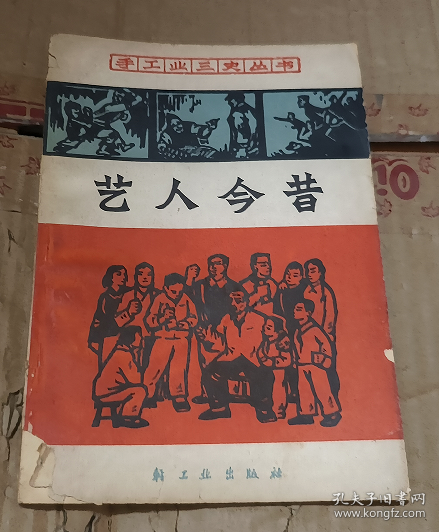 手工业三史丛书
艺人今昔
轻工业出版社
孔夫子旧书网
book.kongfz.com